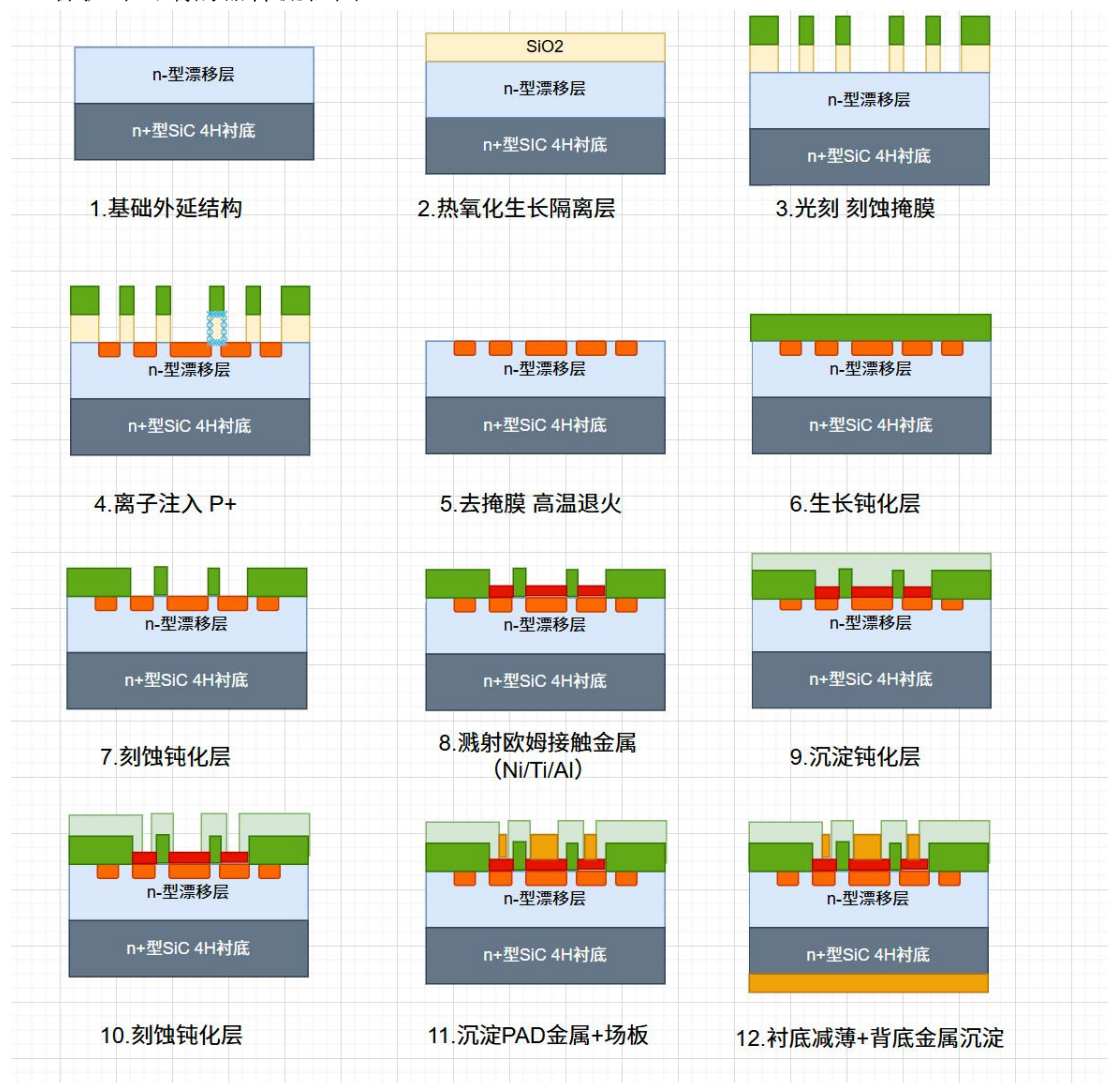 n-型漂移层
n+型SiC 4H衬底
1.基础外延结构
SiO2
n-型漂移层
n+型SIC 4H衬底
2.热氧化生长隔离层
n-型漂移层
n+型SiC 4H衬底
3.光刻 刻蚀掩膜
n-型漂移层
n+型SiC 4H衬底
4.离子注入 P+
n-型漂移层
n+型SiC 4H衬底
5.去掩膜 高温退火
n-型漂移层
n+型SiC 4H衬底
6.生长钝化层
n-型漂移层
n+型SiC 4H衬底
7.刻蚀钝化层
n-型漂移层
n+型SiC 4H衬底
8.溅射欧姆接触金属
（Ni/Ti/Al）
n-型漂移层
n+型SiC 4H衬底
9.沉淀钝化层
n-型漂移层
n+型SiC 4H衬底
10.刻蚀钝化层
n-型漂移层
n+型SiC 4H衬底
11.沉淀PAD金属+场板
n-型漂移层
n+型SiC 4H衬底
12.衬底减薄+背底金属沉淀